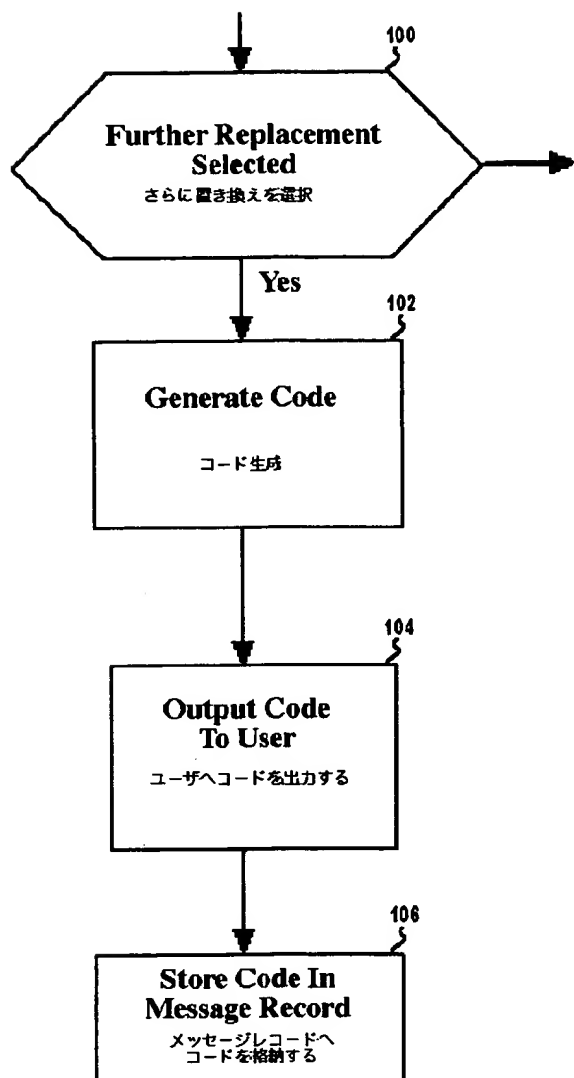 100
Further Replacement
Selected
さらに置き換えを選択
Yes
102
Generate Code
コード生成
104
Output Code
To User
ユーザへコードを出力する
106
Store Code In
Message Record
メッセージレコードへ
コードを格納する